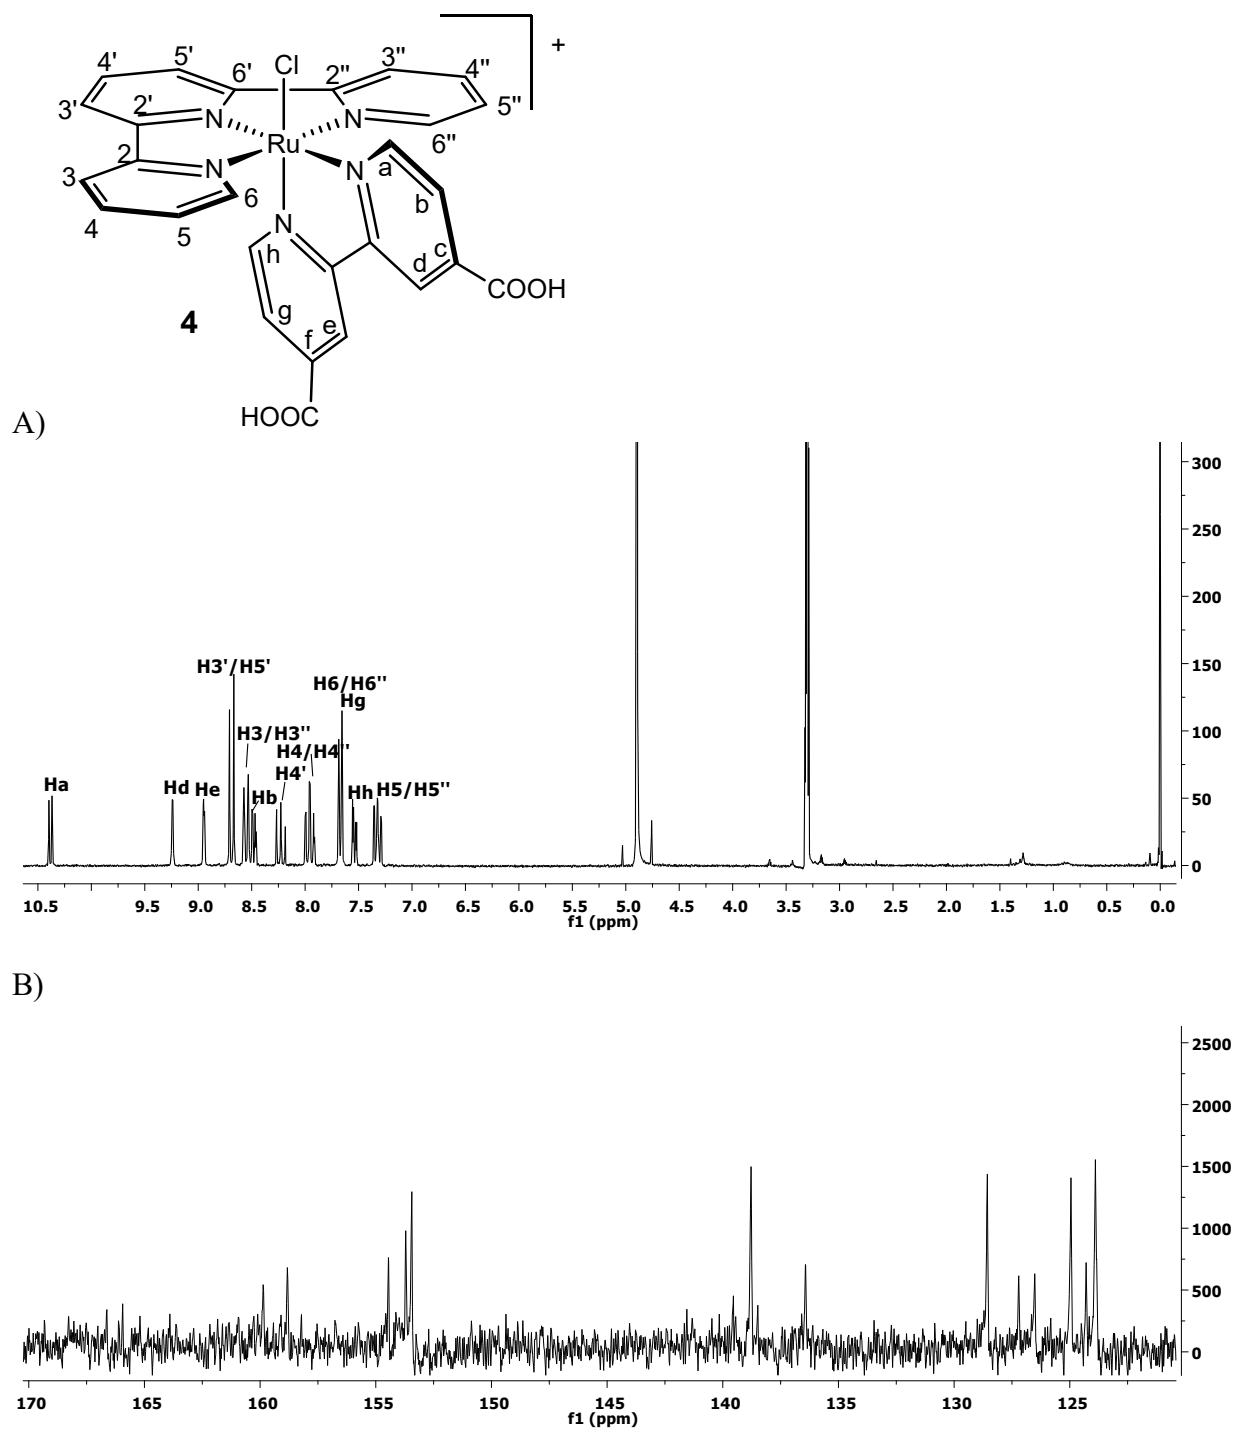 +
Cl
4' 5' 6' 2'' 3'' 4''
3' 2' N N 5''
Ru 6''
2 N N a
3 6 b
4 5 N
h d c COOH
4 g f e
HOOC
A)
300
250
200
150
100
50
0
H3'/H5'
H6/H6''
Hg
H3/H3''
H4/H4''
H4'
Ha Hd He Hb Hh H5/H5''
10.5 9.5 9.0 8.5 8.0 7.5 7.0 6.5 6.0 5.5 5.0 4.5 4.0 3.5 3.0 2.5 2.0 1.5 1.0 0.5 0.0
f1 (ppm)
B)
2500
2000
1500
1000
500
0
170 165 160 155 150 145 140 135 130 125
f1 (ppm)